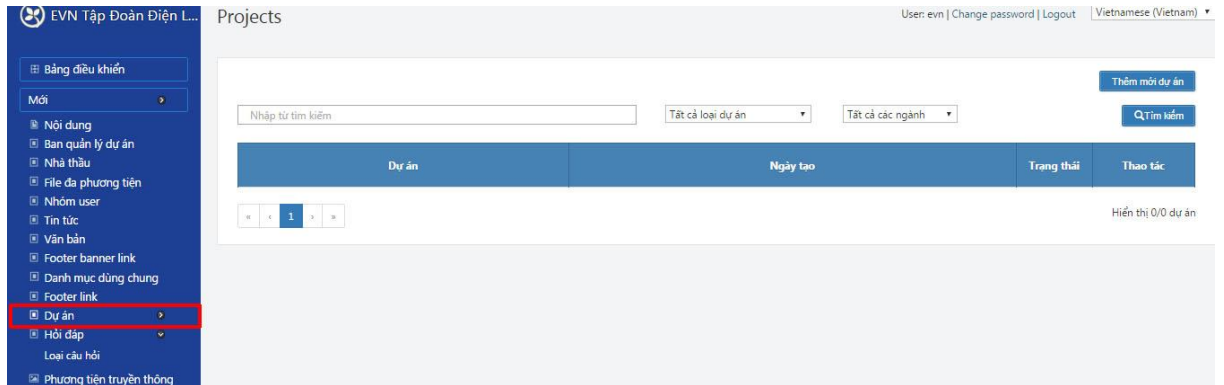 EVN Tập Đoàn Điện L...
Projects
User: evn | Change password | Logout
Vietnamese (Vietnam)
Bảng điều khiển
Mới
Nội dung
Ban quản lý dự án
Nhà thầu
File đa phương tiện
Nhóm user
Tin tức
Văn bản
Footer banner link
Danh mục dùng chung
Footer link
Dự án
Hỏi đáp
Loại câu hỏi
Phương tiện truyền thông
Thêm mới dự án
Nhập từ tìm kiếm
Tất cả loại dự án
Tất cả các ngành
Tìm kiếm
Dự án Ngày tạo Trạng thái Thao tác
« ‹ 1 › »
Hiển thị 0/0 dự án